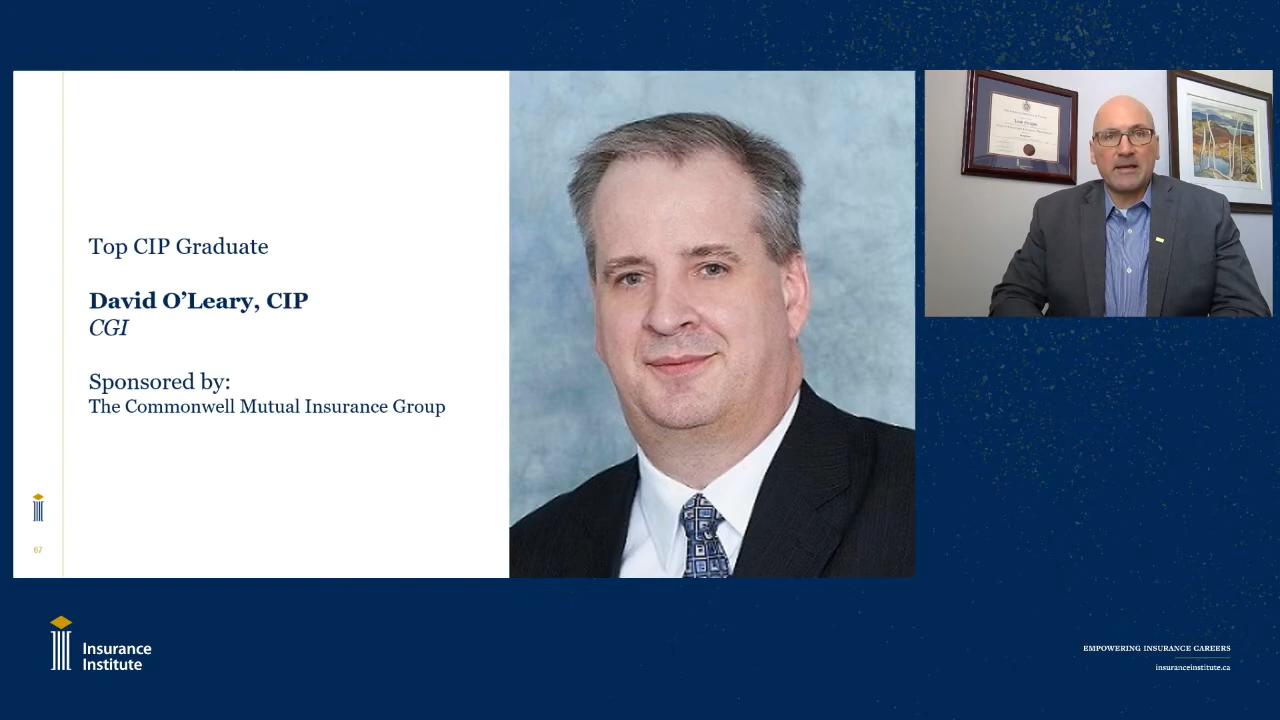 Top CIP Graduate
David O’Leary, CIP
CGI
Sponsored by:
The Commonwell Mutual Insurance Group
67
Insurance
Institute
EMPOWERING INSURANCE CAREERS
insuranceinstitute.ca